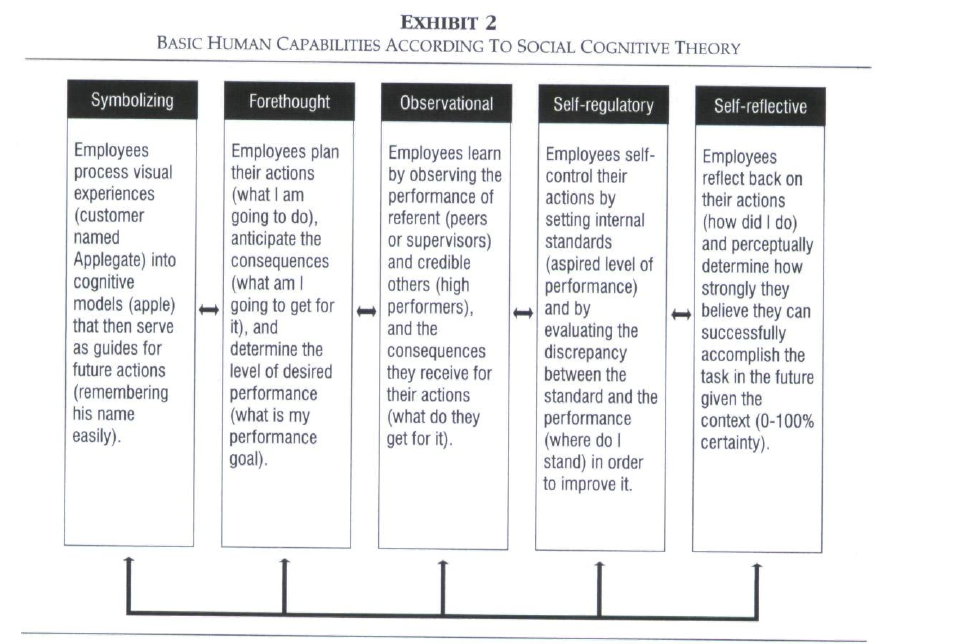 EXHIBIT 2
BASIC HUMAN CAPABILITIES ACCORDING TO SOCIAL COGNITIVE THEORY
Symbolizing
Employees
process visual
experiences
(customer
named
Applegate) into
cognitive
models (apple)
that then serve
as guides for
future actions
(remembering
his name
easily).
Forethought
Employees plan
their actions
(what I am
going to do),
anticipate the
consequences
(what am I
going to get for
it), and
determine the
level of desired
performance
(what is my
performance
goal).
Observational
Employees learn
by observing the
performance of
referent (peers
or supervisors)
and credible
others (high
performers),
and the
consequences
they receive for
their actions
(what do they
get for it).
Self-regulatory
Employees self-
control their
actions by
setting internal
standards
(aspired level of
performance)
and by
evaluating the
discrepancy
between the
standard and the
performance
(where do I
stand) in order
to improve it.
Self-reflective
Employees
reflect back on
their actions
(how did I do)
and perceptually
determine how
strongly they
believe they can
successfully
accomplish the
task in the future
given the
context (0-100%
certainty).